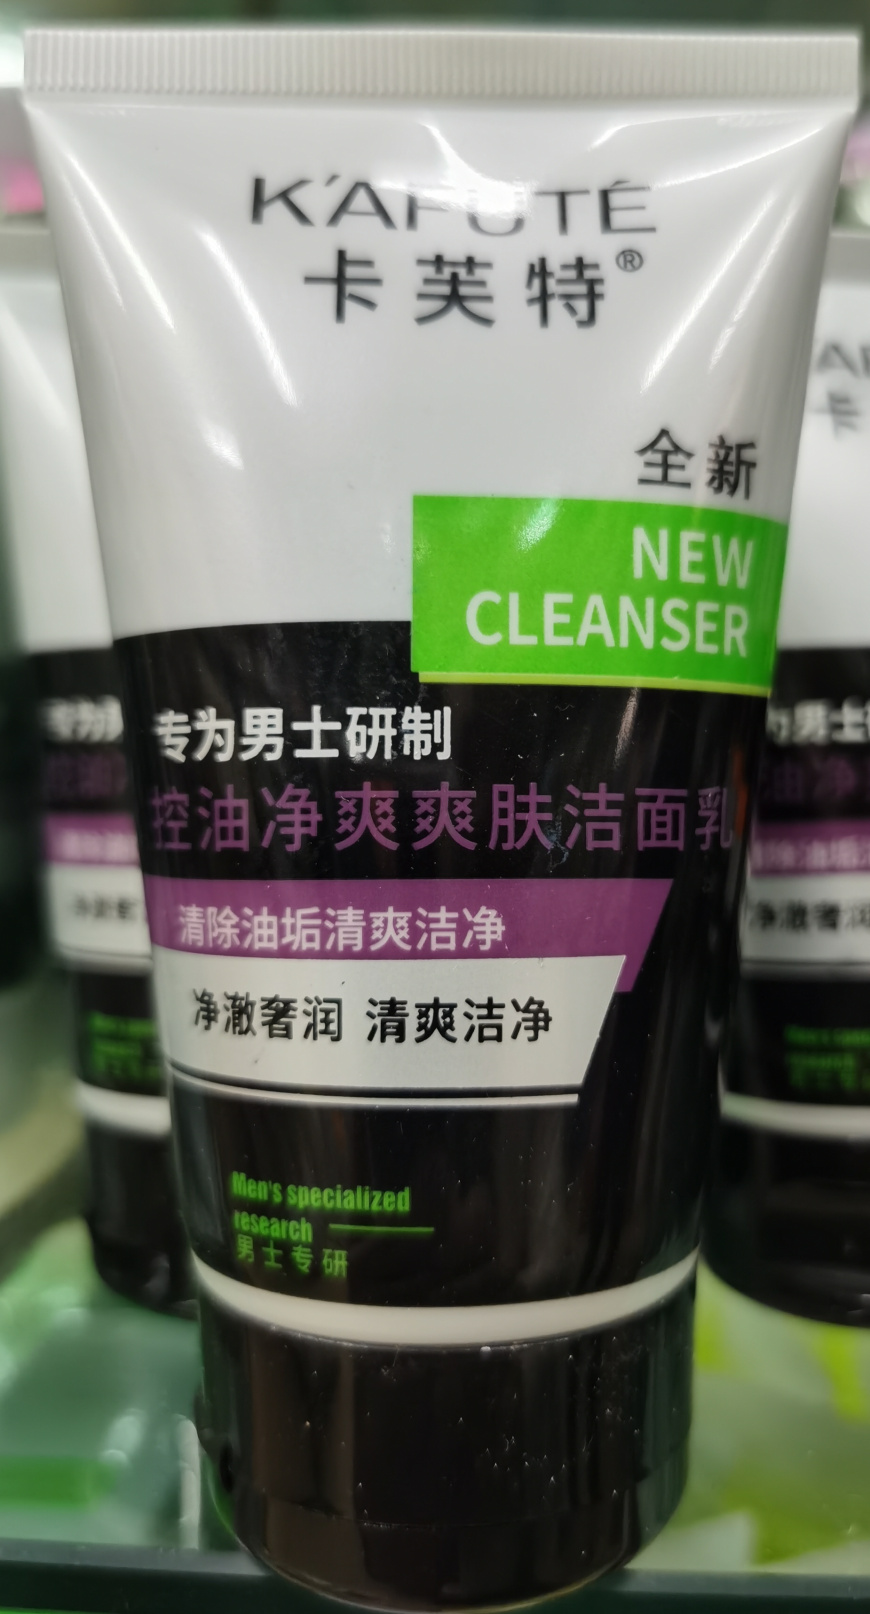 K'AFUTÉ
卡芙特®
全新
NEW
CLEANSER
专为男士研制
控油净爽爽肤洁面乳
清除油垢清爽洁净
净澈奢润 清爽洁净
Men's specialized
research
男士专研